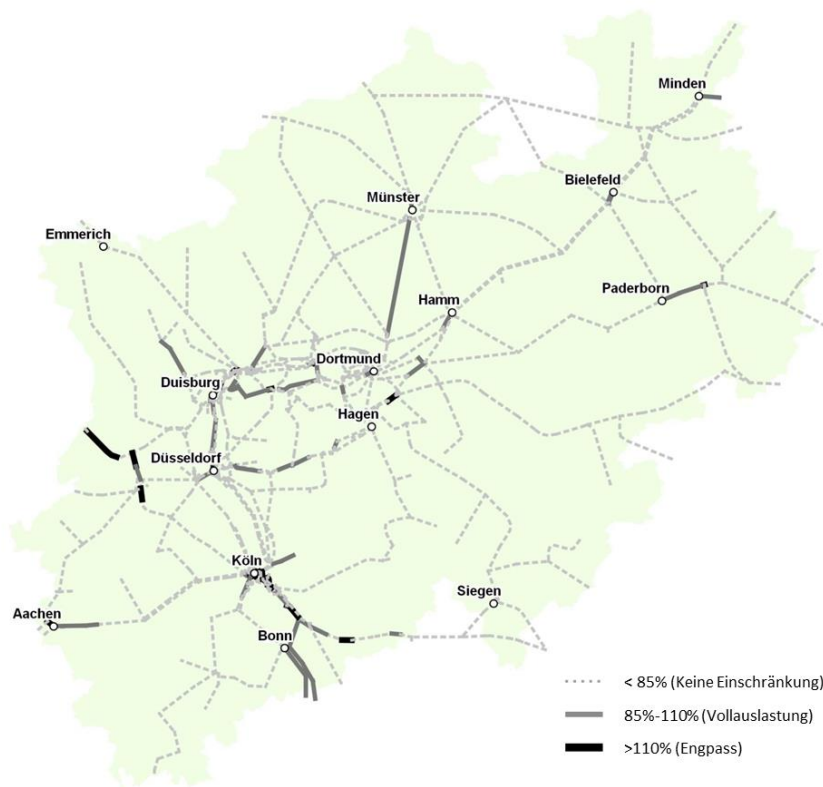 Minden
Bielefeld
Münster
Emmerich
Paderborn
Hamm
Dortmund
Duisburg
Hagen
Düsseldorf
Köln
Siegen
Aachen
Bonn
< 85% (Keine Einschränkung)
85%-110% (Vollauslastung)
>110% (Engpass)